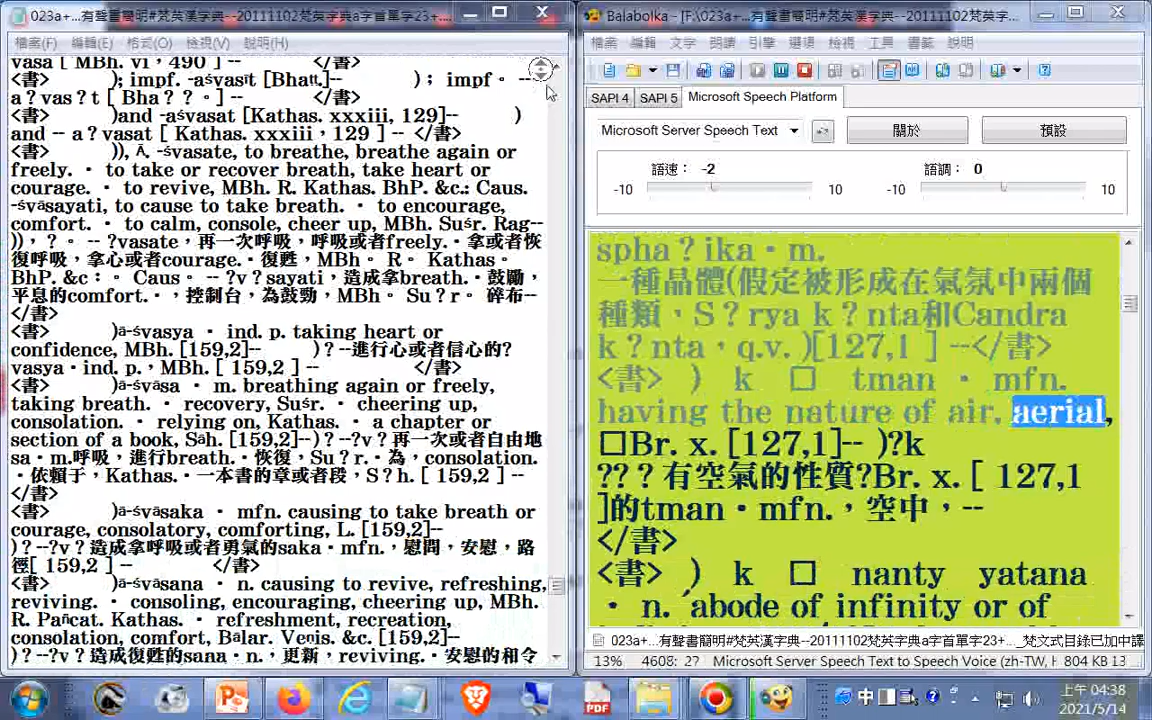 023a+...有聲書簡明#梵英漢字典--20111102梵英字典a字首單字23+...
檔案(F) 編輯(E) 格式(O) 檢視(V) 說明(H)
vasa [ MBh. vi，490 ] -- </書>
<書> ); impf. -aśvasīt [Bhaṭṭ.]-- )；impf。--
a？vas？t [ Bha？？。] -- </書>
<書> )and -aśvasat [Kathas. xxxiii, 129]-- )
and -- a？vasat [ Kathas. xxxiii，129 ] -- </書>
<書> )), Ā. -śvasate, to breathe, breathe again or
freely. • to take or recover breath, take heart or
courage. • to revive, MBh. R. Kathas. BhP. &c.: Caus.
-śvāsayati, to cause to take breath. • to encourage,
comfort. • to calm, console, cheer up, MBh. Suśr. Rag--
))，？。-- ?vasate，再一次呼吸，呼吸或者freely.•拿或者恢
復呼吸，拿心或者courage.•復甦，MBh。R。Kathas。
BhP. &c：。Caus。-- ?v？sayati，造成拿breath.•鼓勵，
平息的comfort.•，控制台，為鼓勁，MBh。Su？r。碎布--
</書>
<書> )ā-śvasya • ind. p. taking heart or
confidence, MBh. [159,2]-- )？--進行心或者信心的?
vasya•ind. p.，MBh. [ 159,2 ] -- </書>
<書> )ā-śvāsa • m. breathing again or freely,
taking breath. • recovery, Suśr. • cheering up,
consolation. • relying on, Kathas. • a chapter or
section of a book, Sāh. [159,2]--)？--?v？再一次或者自由地
sa•m.呼吸，進行breath.•恢復，Su？r.•為，consolation.
•依賴于，Kathas.•一本書的章或者段，S？h. [ 159,2 ] --
</書>
<書> )ā-śvāsaka • mfn. causing to take breath or
courage, consolatory, comforting, L. [159,2]--
)？--?v？造成拿呼吸或者勇氣的saka•mfn.，慰問，安慰，路
徑[ 159,2 ] -- </書>
<書> )ā-śvāsana • n. causing to revive, refreshing,
reviving. • consoling, encouraging, cheering up, MBh.
R. Pañcat. Kathas. • refreshment, recreation,
consolation, comfort, Bālar. Veṇis. &c. [159,2]--
)？--?v？造成復甦的sana•n.，更新，reviving.•安慰的和令
Balabolka - [F:\023a+...有聲書簡明#梵英漢字典--20111102梵英字...
檔案 編輯 文字 朗讀 引擎 選項 檢視 工具 書籤 說明
SAPI 4 SAPI 5 Microsoft Speech Platform
Microsoft Server Speech Text 關於 預設
語速： -2 語調： 0
-10 10 -10 10
spha？ika•m.
一種晶體(假定被形成在氣氛中兩個
種類，S？rya k？nta和Candra
k？nta，q.v. )[127,1 ] --</書>
<書> ) k □ tman • mfn.
having the nature of air, aerial,
□Br. x. [127,1]-- )?k
??？有空氣的性質?Br. x. [ 127,1
]的tman•mfn.，空中，--
</書>
<書> ) k □ nanty yatana
• n. 'abode of infinity or of
023a+...有聲書簡明#梵英漢字典--20111102梵英字典a字首單字23+..._梵文式目錄已加中譯
13% 4608: 2? Microsoft Server Speech Text to Speech Voice (zh-TW, H 804 KB 13
中
上午 04:38
2021/5/14